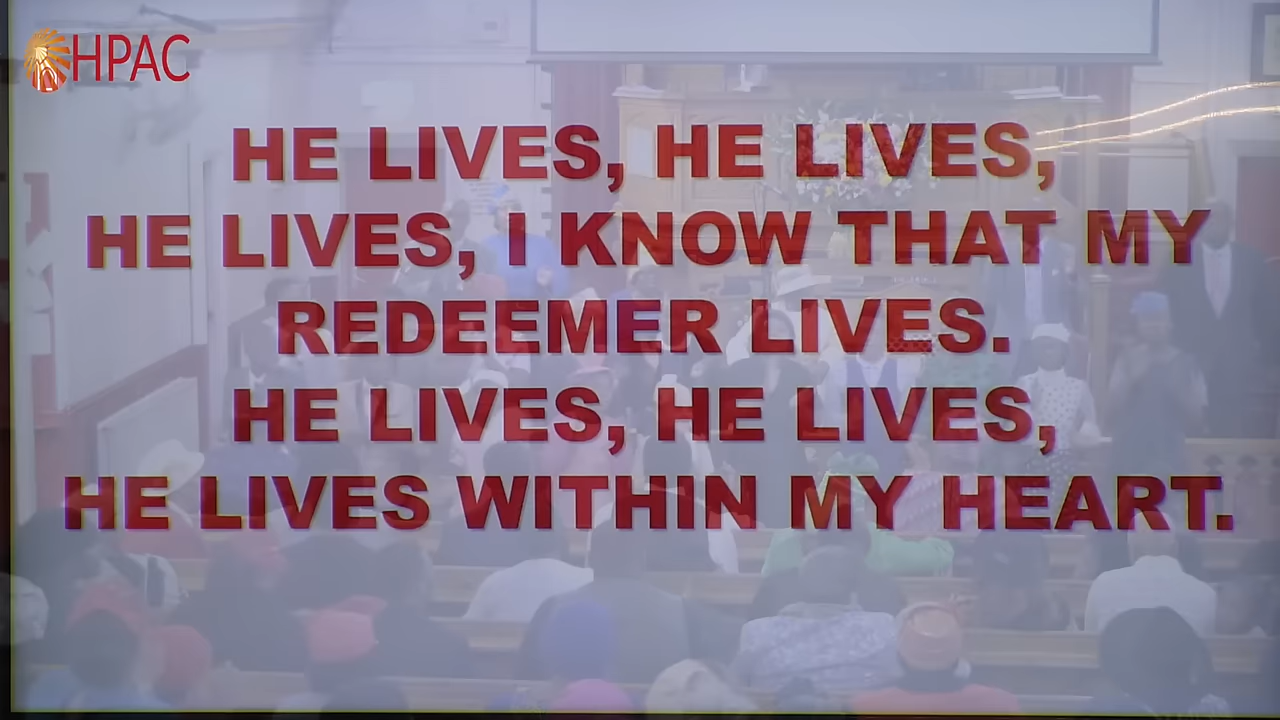 HPAC
HE LIVES, HE LIVES,
HE LIVES, I KNOW THAT MY
REDEEMER LIVES.
HE LIVES, HE LIVES,
HE LIVES WITHIN MY HEART.